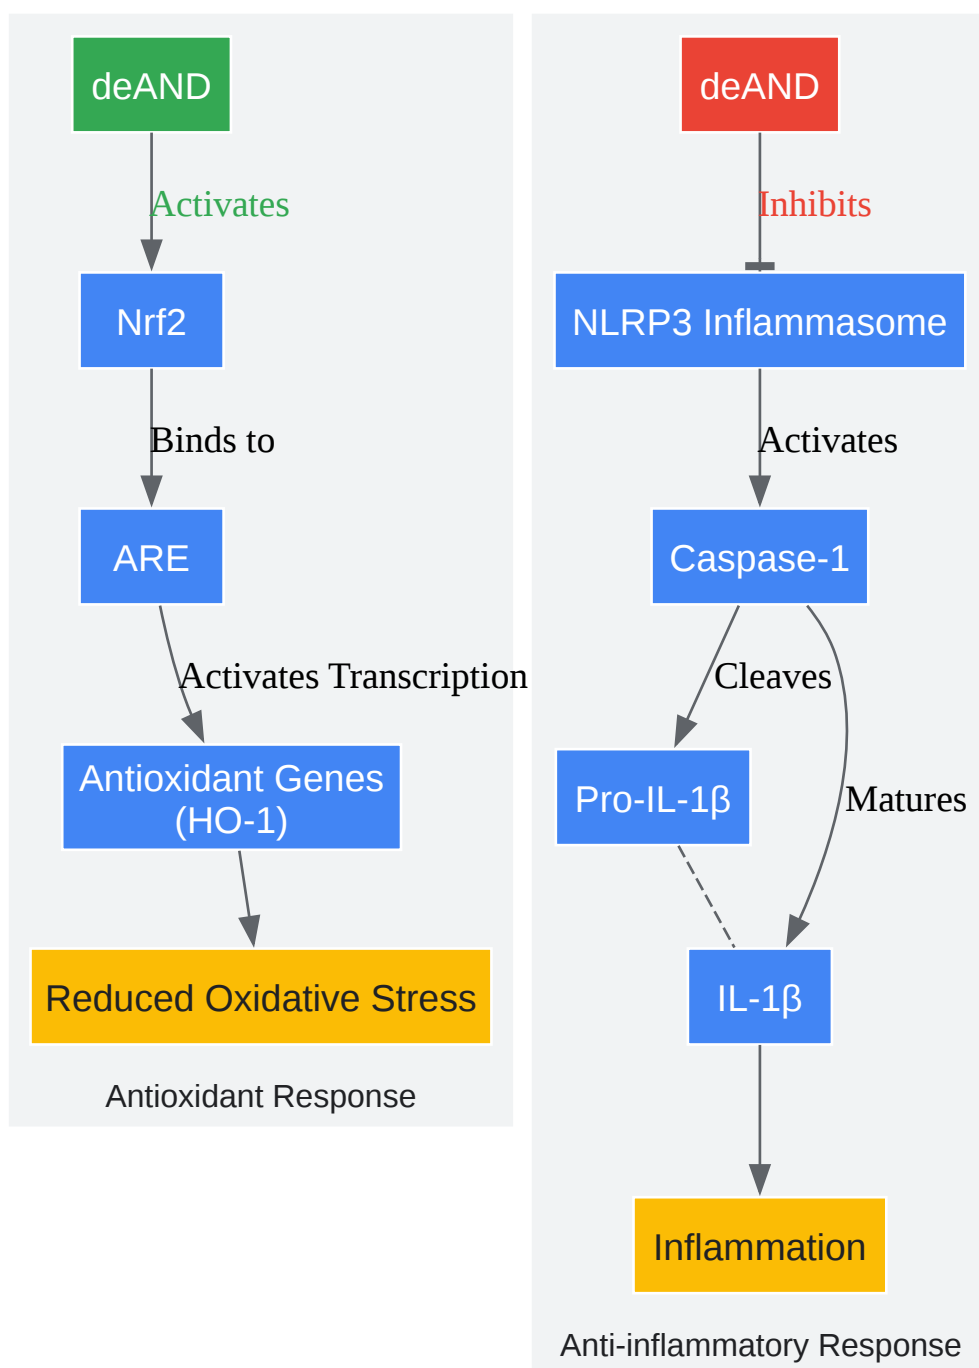 deAND
Activates
Nrf2
Binds to
ARE
Activates Transcription
Antioxidant Genes
(HO-1)
Reduced Oxidative Stress
Antioxidant Response
deAND
Inhibits
NLRP3 Inflammasome
Activates
Caspase-1
Cleaves
Pro-IL-1β
Matures
IL-1β
Inflammation
Anti-inflammatory Response